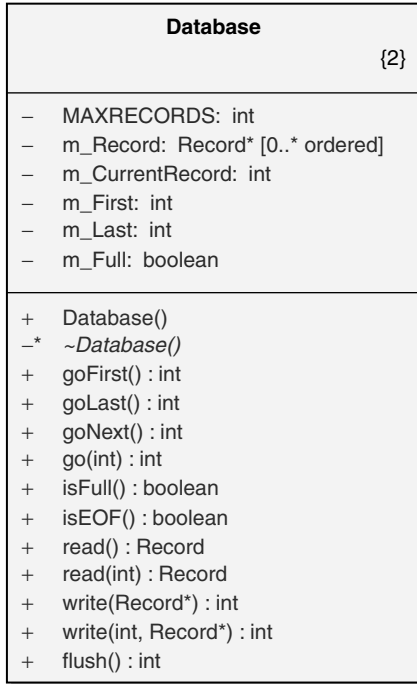 Database
{2}
– MAXRECORDS: int
– m_Record: Record* [0..* ordered]
– m_CurrentRecord: int
– m_First: int
– m_Last: int
– m_Full: boolean
+ Database()
–* ~Database()
+ goFirst() : int
+ goLast() : int
+ goNext() : int
+ go(int) : int
+ isFull() : boolean
+ isEOF() : boolean
+ read() : Record
+ read(int) : Record
+ write(Record*) : int
+ write(int, Record*) : int
+ flush() : int